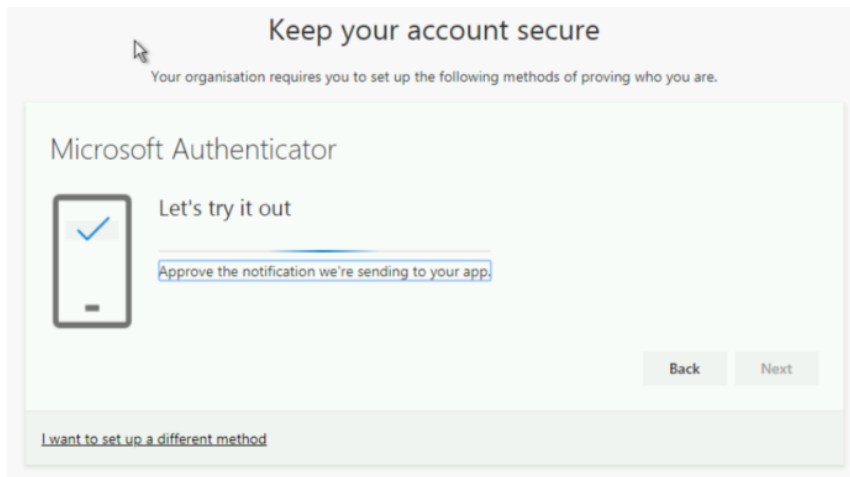 Keep your account secure
Your organisation requires you to set up the following methods of proving who you are.
Microsoft Authenticator
Let's try it out
Approve the notification we're sending to your app.
Back Next
I want to set up a different method